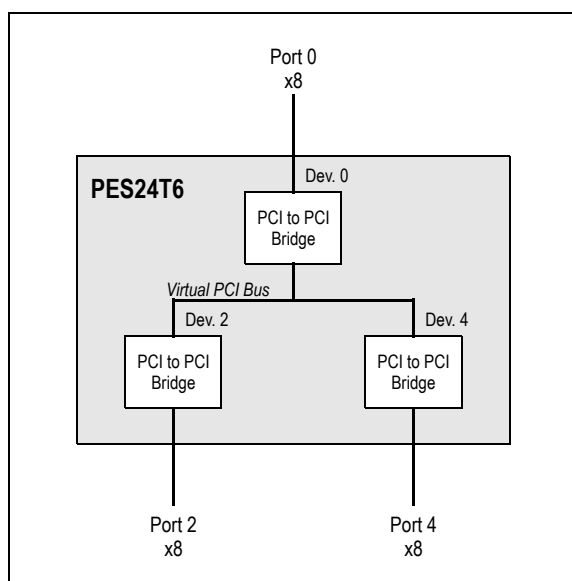 Port 0
x8
PES24T6
Dev. 0
PCI to PCI
Bridge
Virtual PCI Bus
Dev. 2
Dev. 4
PCI to PCI
Bridge
PCI to PCI
Bridge
Port 2
x8
Port 4
x8